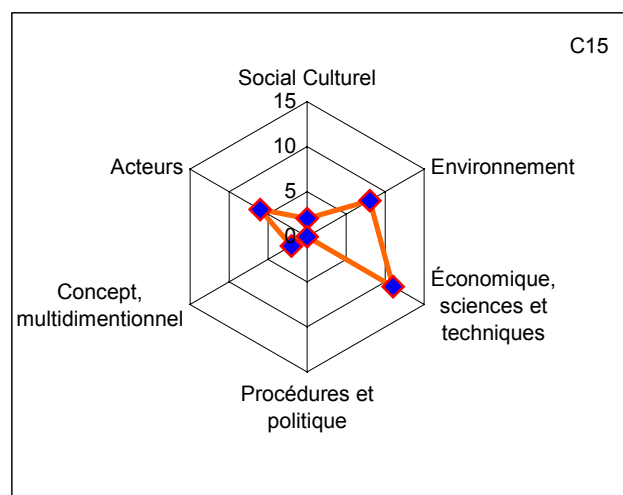 C15
Social Culturel
15
10
5
0
Acteurs
Environnement
Concept,
multidimentionnel
Économique,
sciences et
techniques
Procédures et
politique